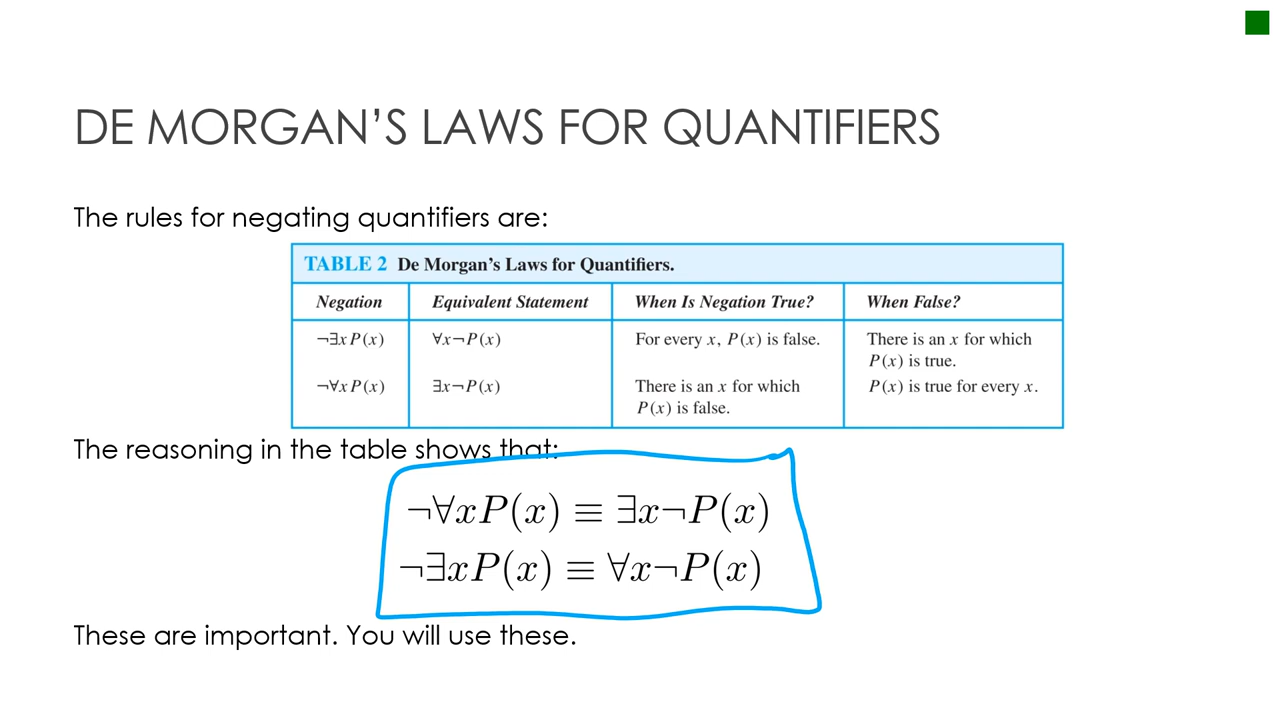 DE MORGAN’S LAWS FOR QUANTIFIERS
The rules for negating quantifiers are:
TABLE 2 De Morgan’s Laws for Quantifiers.
Negation Equivalent Statement When Is Negation True? When False?
¬∃x P(x) ∀x¬P(x) For every x, P(x) is false. There is an x for which
P(x) is true.
¬∀x P(x) ∃x¬P(x) There is an x for which P(x) is true for every x.
P(x) is false.
The reasoning in the table shows that:
¬∀xP(x) ≡ ∃x¬P(x)
¬∃xP(x) ≡ ∀x¬P(x)
These are important. You will use these.